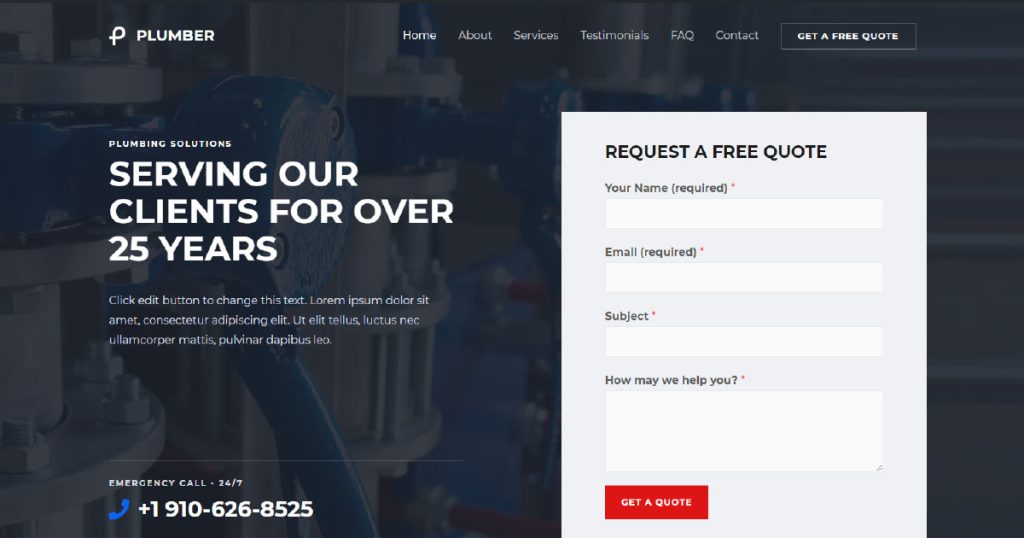 PLUMBER
Home About Services Testimonials FAQ Contact GET A FREE QUOTE
PLUMBING SOLUTIONS
SERVING OUR
CLIENTS FOR OVER
25 YEARS
Click edit button to change this text. Lorem ipsum dolor sit
amet, consectetur adipiscing elit. Ut elit tellus, luctus nec
ullamcorper mattis, pulvinar dapibus leo.
EMERGENCY CALL - 24/7
+1 910-626-8525
REQUEST A FREE QUOTE
Your Name (required) *
Email (required) *
Subject *
How may we help you? *
GET A QUOTE